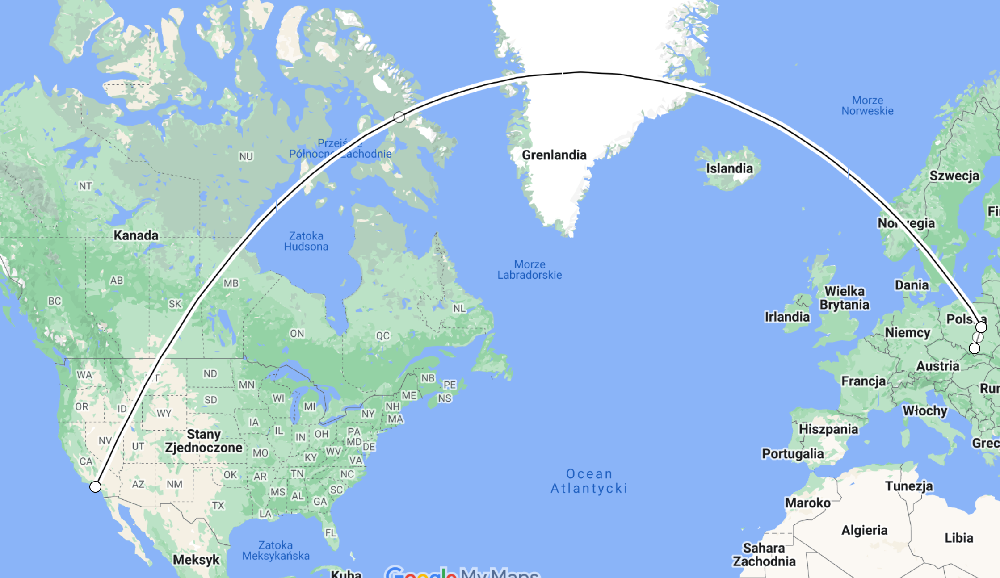 Morze
Norweskie
Przejście
Północno-Zachodnie
NU
Grenlandia
Islandia
Szwecja
NT
Fi
Norwegia
Kanada
Zatoka
Hudsona
Morze
Labradorskie
AB
MB
Dania
Wielka
Brytania
BC
SK
NL
Irlandia
Polska
Niemcy
ON
QC
Austria
WA
MT
ND
MN
NB
PE
Francja
Rur
ME
NS
WI
SD
OR
ID
WY
MI
NH
NY
MA
Włochy
IA
IL
IN
OH
PA
MD
DE
Hiszpania
Stany
Zjednoczone
NV
UT
Grec
MO
KY
WV
VA
Portugalia
CA
OK
AR
TN
NC
Ocean
Atlantycki
AZ
NM
MS
AL
SC
GA
Tunezja
Maroko
TX
LA
FL
Algieria
Libia
Zatoka
Meksykańska
Sahara
Zachodnia
Meksyk
Kuba
Google My Maps